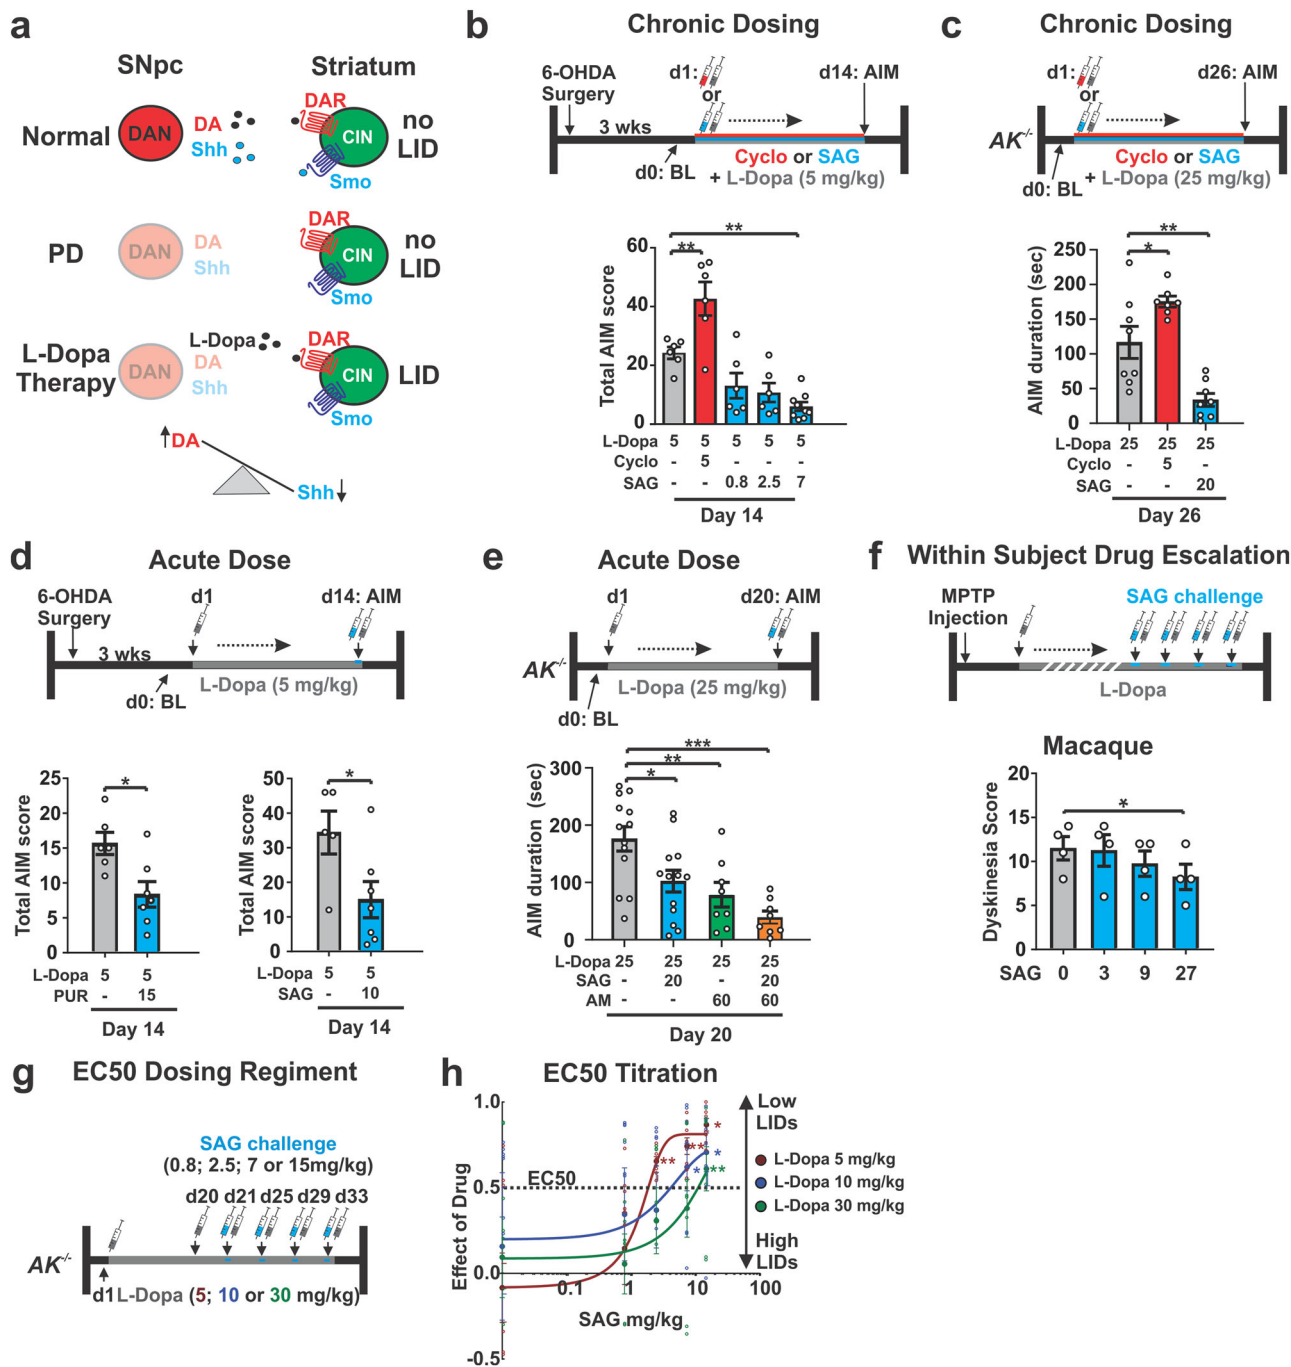 a
SNpc
Striatum
Normal
DAN
DA
Shh
DAR
CIN
Smo
no
LID
PD
DAN
DA
Shh
DAR
CIN
Smo
no
LID
L-Dopa
Therapy
DAN
L-Dopa
DA
Shh
DAR
CIN
Smo
LID
DA
Shh
b
Chronic Dosing
6-OHDA
Surgery
d1:
or
d14: AIM
3 wks
d0: BL
Cyclo or SAG
+ L-Dopa (5 mg/kg)
Total AIM score
60
40
20
0
**
**
L-Dopa 5 5 5 5 5
Cyclo - 5 - - -
SAG - - 0.8 2.5 7
Day 14
c
Chronic Dosing
d1:
or
d26: AIM
AK-/-
d0: BL
Cyclo or SAG
+ L-Dopa (25 mg/kg)
AIM duration (sec)
250
200
150
100
50
0
*
**
L-Dopa 25 25 25
Cyclo - 5 -
SAG - - 20
Day 26
d
Acute Dose
6-OHDA
Surgery
d1
d14: AIM
3 wks
d0: BL
L-Dopa (5 mg/kg)
Total AIM score
25
20
15
10
5
0
*
L-Dopa 5 5
PUR - 15
Day 14
Total AIM score
50
40
30
20
10
0
*
L-Dopa 5 5
SAG - 10
Day 14
e
Acute Dose
d1
d20: AIM
AK-/-
L-Dopa (25 mg/kg)
d0: BL
AIM duration (sec)
300
200
100
0
***
**
*
L-Dopa 25 25 25 25
SAG - 20 - 20
AM - - 60 60
Day 20
f
Within Subject Drug Escalation
MPTP
Injection
SAG challenge
L-Dopa
Macaque
Dyskinesia Score
20
15
10
5
0
*
SAG 0 3 9 27
g
EC50 Dosing Regiment
SAG challenge
(0.8; 2.5; 7 or 15mg/kg)
d20 d21 d25 d29 d33
AK-/-
d1 L-Dopa (5; 10 or 30 mg/kg)
h
EC50 Titration
Effect of Drug
1.0
0.5
0.0
-0.5
EC50
0.1 1 10 100
SAG mg/kg
**
**
*
*
*
**
Low
LIDs
L-Dopa 5 mg/kg
L-Dopa 10 mg/kg
L-Dopa 30 mg/kg
High
LIDs